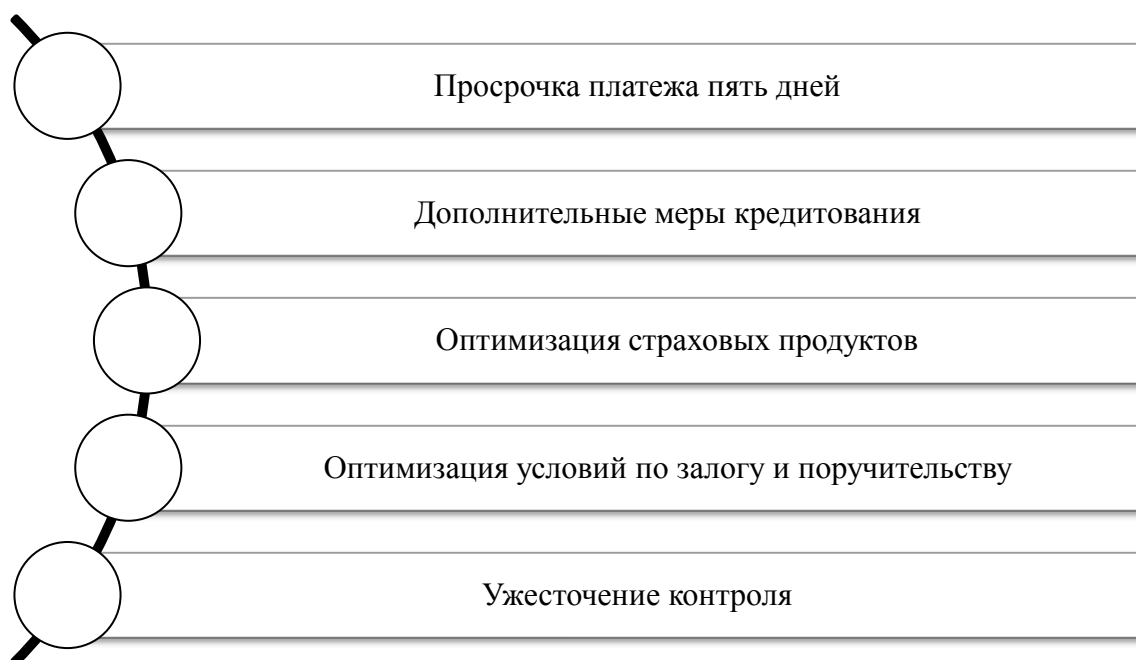 Просрочка платежа пять дней
Дополнительные меры кредитования
Оптимизация страховых продуктов
Оптимизация условий по залогу и поручительству
Ужесточение контроля